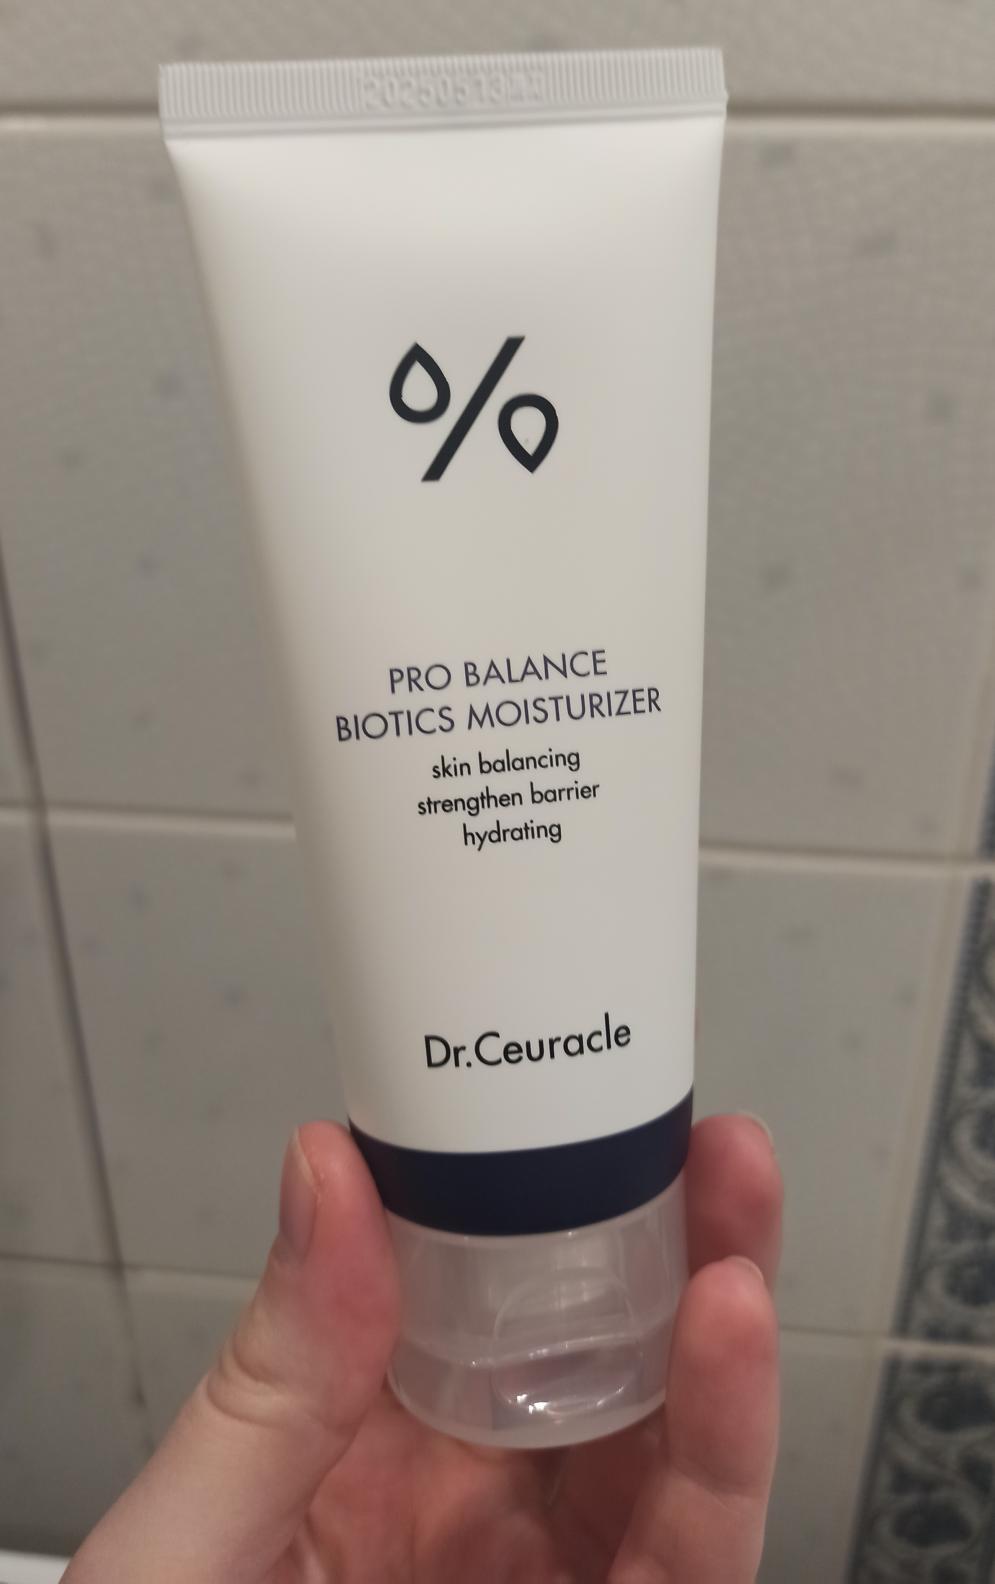 %
PRO BALANCE
BIOTICS MOISTURIZER
skin balancing
strengthen barrier
hydrating
Dr.Ceuracle